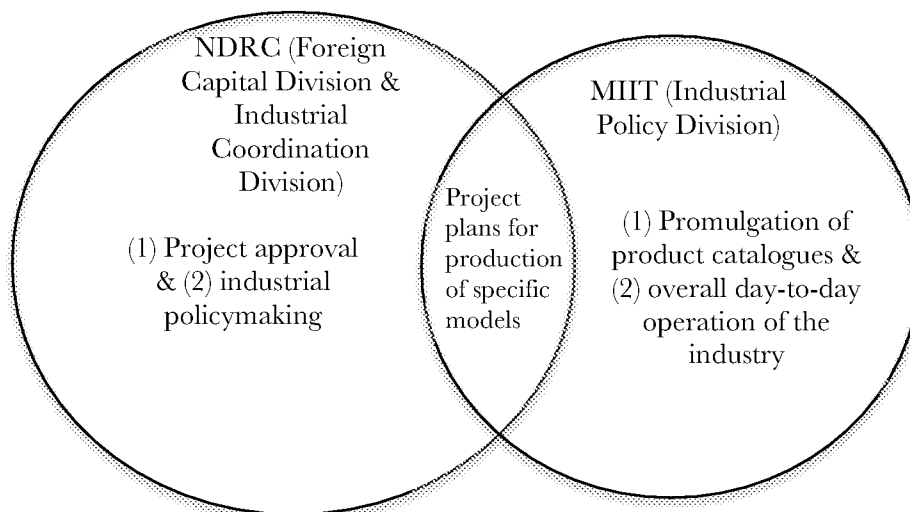 NDRC (Foreign
Capital Division &
Industrial
Coordination
Division)
(1) Project approval
& (2) industrial
policymaking
Project
plans for
production
of specific
models
MIIT (Industrial
Policy Division)
(1) Promulgation of
product catalogues &
(2) overall day-to-day
operation of the
industry